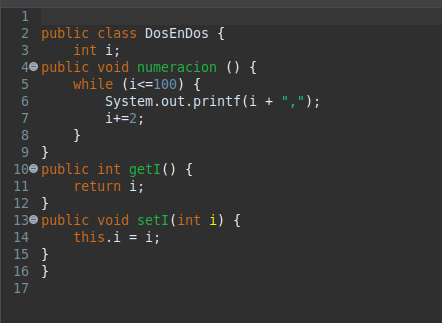 1
2 public class DosEnDos {
3     int i;
4 public void numeracion () {
5     while (i<=100) {
6         System.out.printf(i + ",");
7         i+=2;
8     }
9 }
10 public int getI() {
11     return i;
12 }
13 public void setI(int i) {
14     this.i = i;
15 }
16 }
17